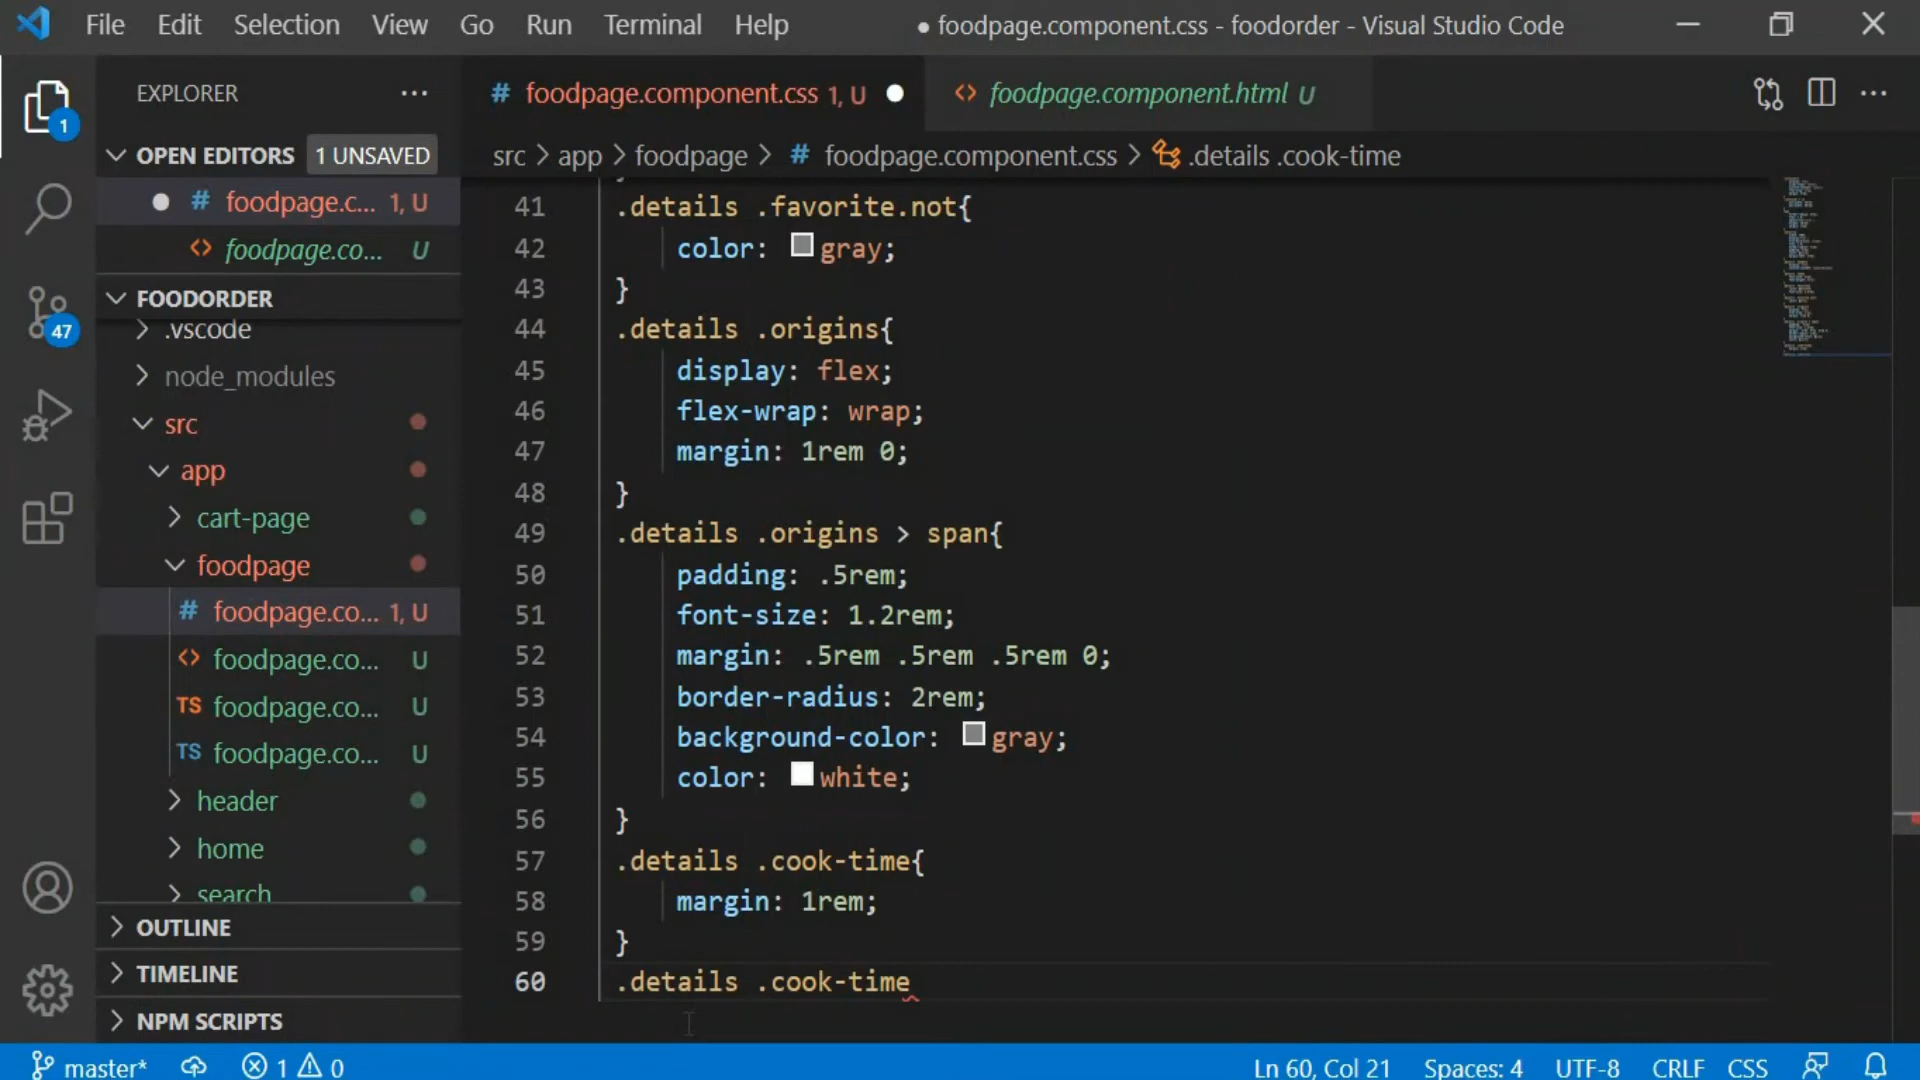 File Edit Selection View Go Run Terminal Help ● foodpage.component.css - foodorder - Visual Studio Code
EXPLORER ...
# foodpage.component.css 1, U ●
<> foodpage.component.html U
OPEN EDITORS 1 UNSAVED
● # foodpage.c... 1, U
<> foodpage.co... U
src > app > foodpage > # foodpage.component.css > .details .cook-time
1
47
FOODORDER
.vscode
node_modules
src
app
cart-page
foodpage
# foodpage.co... 1, U
<> foodpage.co... U
TS foodpage.co... U
TS foodpage.co... U
header
home
search
OUTLINE
TIMELINE
NPM SCRIPTS
41 .details .favorite.not{
42 color: gray;
43 }
44 .details .origins{
45 display: flex;
46 flex-wrap: wrap;
47 margin: 1rem 0;
48 }
49 .details .origins > span{
50 padding: .5rem;
51 font-size: 1.2rem;
52 margin: .5rem .5rem .5rem 0;
53 border-radius: 2rem;
54 background-color: gray;
55 color: white;
56 }
57 .details .cook-time{
58 margin: 1rem;
59 }
60 .details .cook-time
master* 1 0 Ln 60, Col 21 Spaces: 4 UTF-8 CRLF CSS